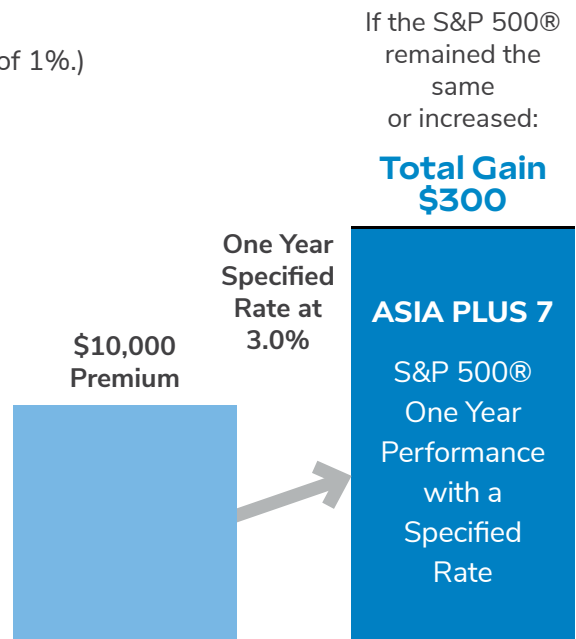 of 1%.)
If the S&P 500®
remained the
same
or increased:
Total Gain
$300
One Year
Specified
Rate at
3.0%
$10,000
Premium
ASIA PLUS 7
S&P 500®
One Year
Performance
with a
Specified
Rate